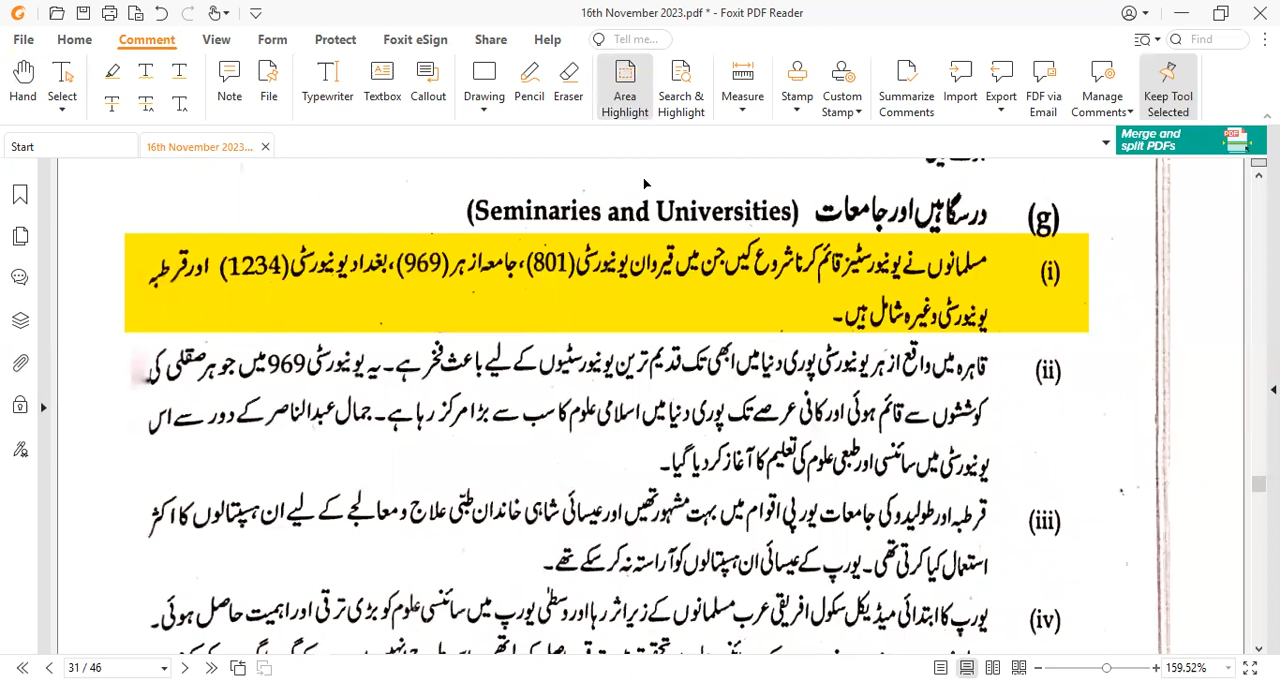 16th November 2023.pdf * - Foxit PDF Reader
File Home Comment View Form Protect Foxit eSign Share Help Tell me... Find
Hand Select Note File Typewriter Textbox Callout Drawing Pencil Eraser Area Highlight Search & Highlight Measure Stamp Custom Stamp Summarize Comments Import Export FDF via Email Manage Comments Keep Tool Selected
Start 16th November 2023... Merge and split PDFs PDF
(g) درسگاہیں اور جامعات (Seminaries and Universities)
(i) مسلمانوں نے یونیورسٹیز قائم کرنا شروع کیں جن میں قیروان یونیورسٹی (801)، جامعہ ازہر (969)، بغداد یونیورسٹی (1234) اور قرطبہ
یونیورسٹی وغیرہ شامل ہیں۔
(ii) قاہرہ میں واقع ازہر یونیورسٹی پوری دنیا میں ابھی تک قدیم ترین یونیورسٹیوں کے لیے باعث فخر ہے۔ یہ یونیورسٹی 969 میں جوہر صقلی کی
کوششوں سے قائم ہوئی اور کافی عرصے تک پوری دنیا میں اسلامی علوم کا سب سے بڑا مرکز رہا ہے۔ جمال عبدالناصر کے دور سے اس
یونیورسٹی میں سائنسی اور طبعی علوم کی تعلیم کا آغاز کر دیا گیا۔
(iii) قرطبہ اور طولیدو کی جامعات یورپی اقوام میں بہت مشہور تھیں اور عیسائی شاہی خاندان طبّی علاج و معالجے کے لیے ان ہسپتالوں کا اکثر
استعمال کیا کرتی تھی۔ یورپ کے عیسائی ان ہسپتالوں کو آراستہ نہ کر سکے تھے۔
(iv) یورپ کا ابتدائی میڈیکل سکول افریقی عرب مسلمانوں کے زیر اثر رہا اور وسطی یورپ میں سائنسی علوم کو بڑی ترقی اور اہمیت حاصل ہوئی۔
31 / 46 159.52%